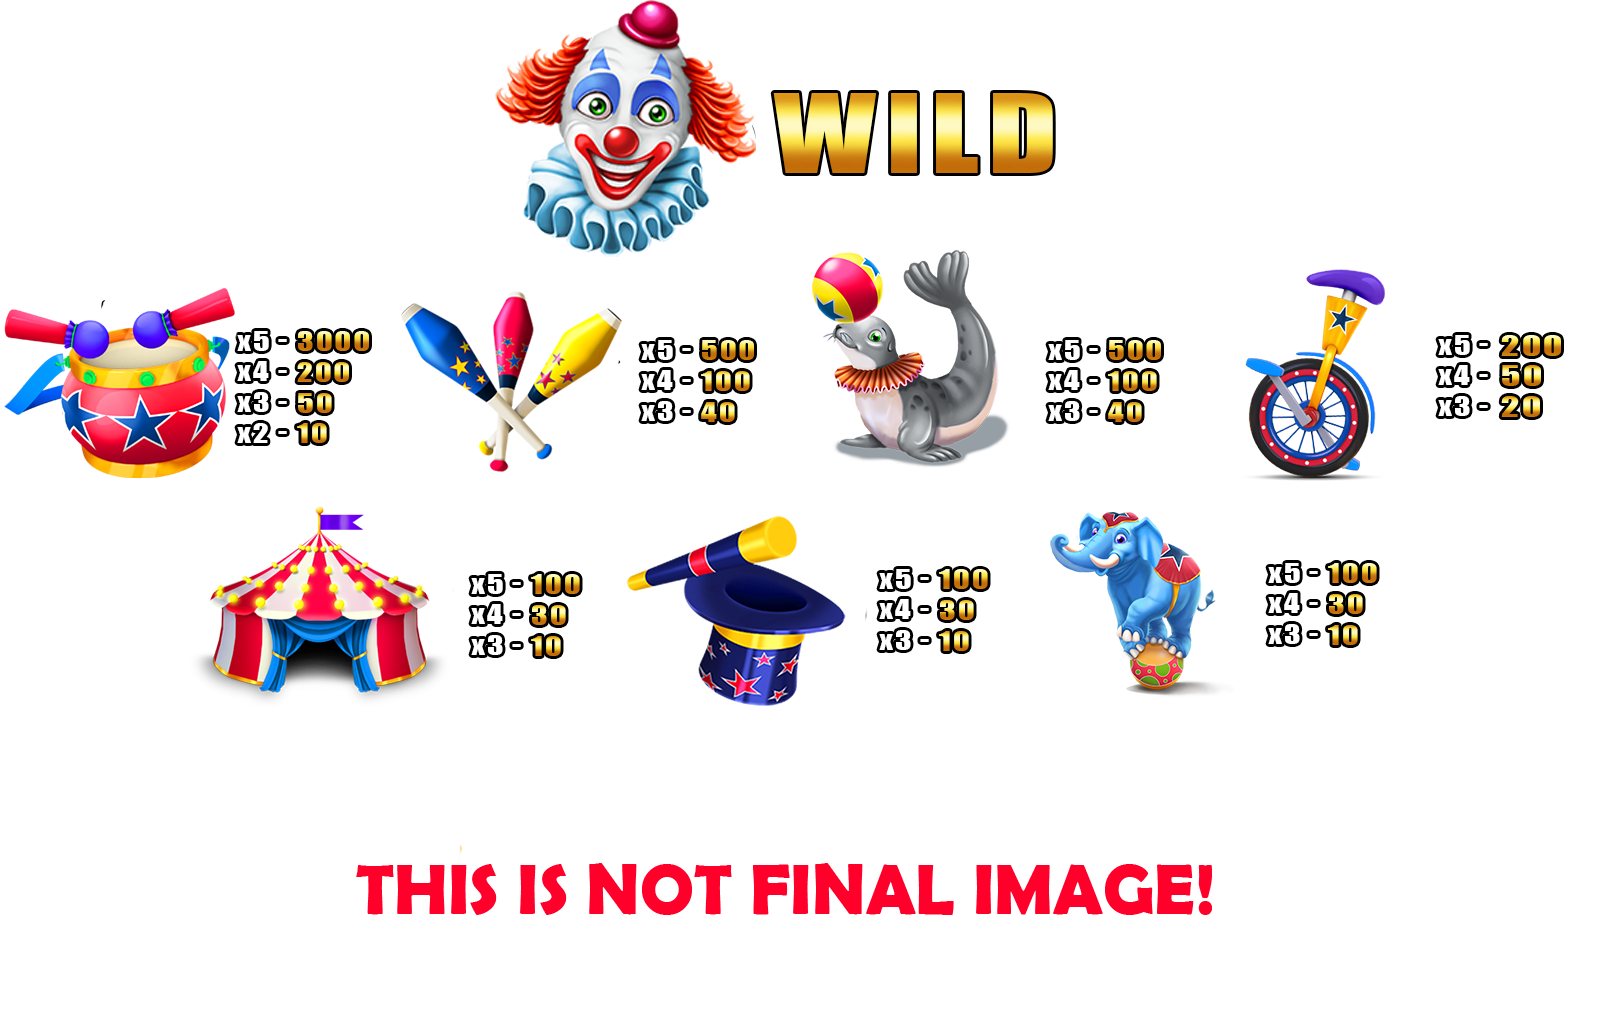 WILD
x5 - 3000
x4 - 200
x3 - 50
x2 - 10
x5 - 500
x4 - 100
x3 - 40
x5 - 500
x4 - 100
x3 - 40
x5 - 200
x4 - 50
x3 - 20
x5 - 100
x4 - 30
x3 - 10
x5 - 100
x4 - 30
x3 - 10
x5 - 100
x4 - 30
x3 - 10
THIS IS NOT FINAL IMAGE!